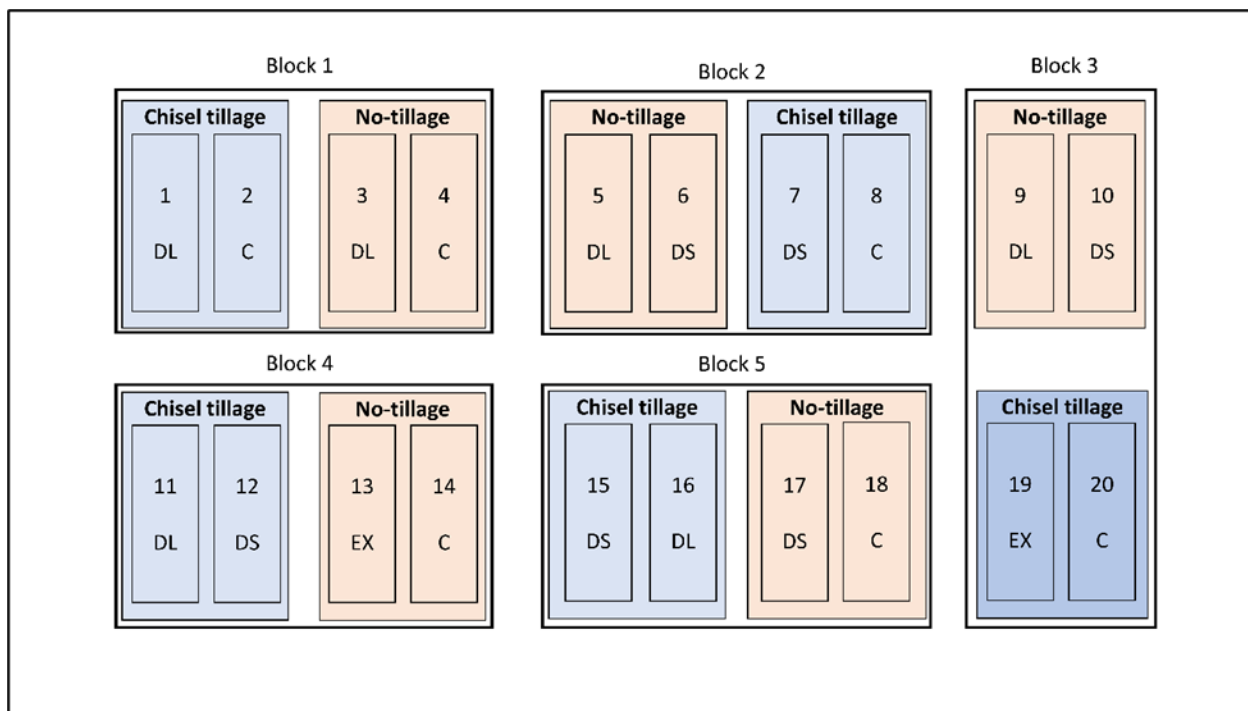 Block 1
Block 2
Block 3
Chisel tillage
No-tillage
No-tillage
Chisel tillage
No-tillage
1 2 3 4 5 6 7 8 9 10
DL C DL C DL DS DS C DL DS
Block 4
Block 5
Chisel tillage
No-tillage
Chisel tillage
No-tillage
Chisel tillage
11 12 13 14 15 16 17 18 19 20
DL DS EX C DS DL DS C EX C